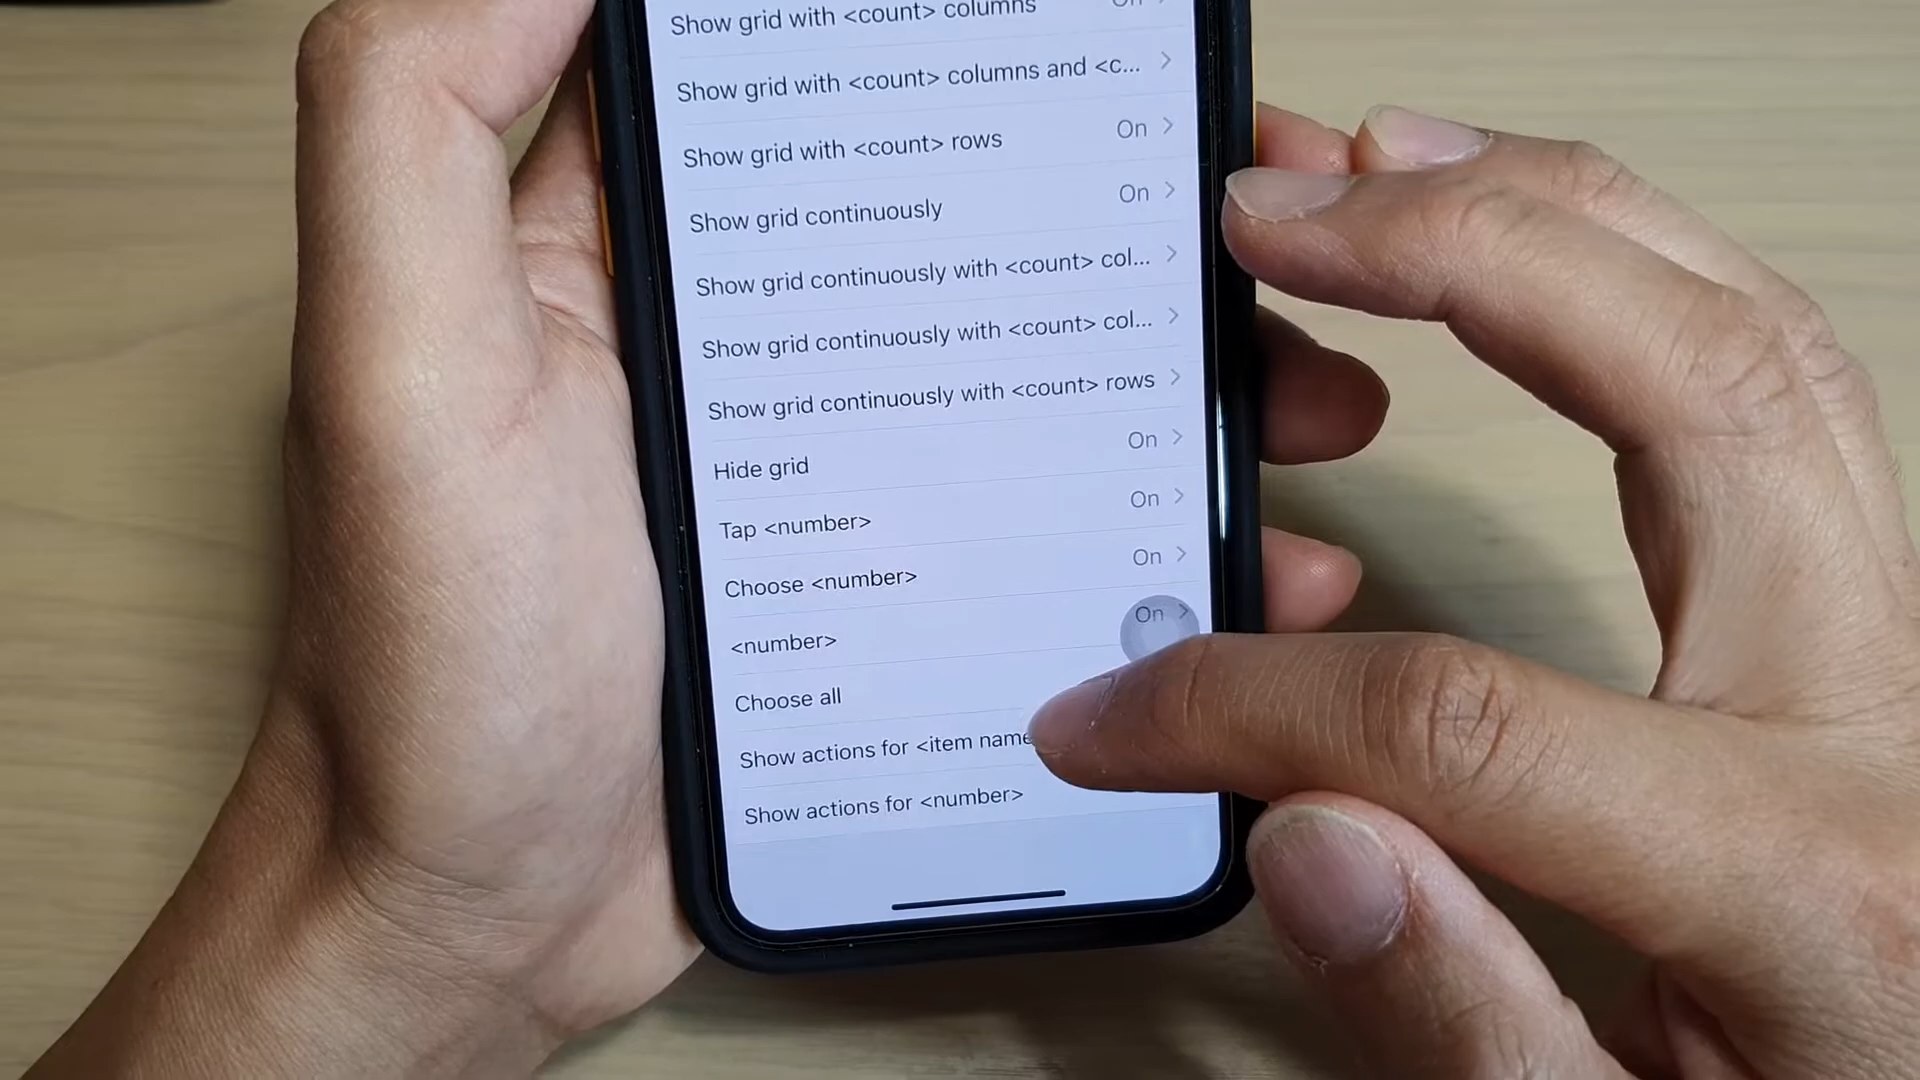 Show grid with <count> columns On
Show grid with <count> columns and <c...
Show grid with <count> rows On
Show grid continuously On
Show grid continuously with <count> col...
Show grid continuously with <count> col...
Show grid continuously with <count> rows
Hide grid On
Tap <number> On
Choose <number> On
<number> On
Choose all
Show actions for <item name
Show actions for <number>